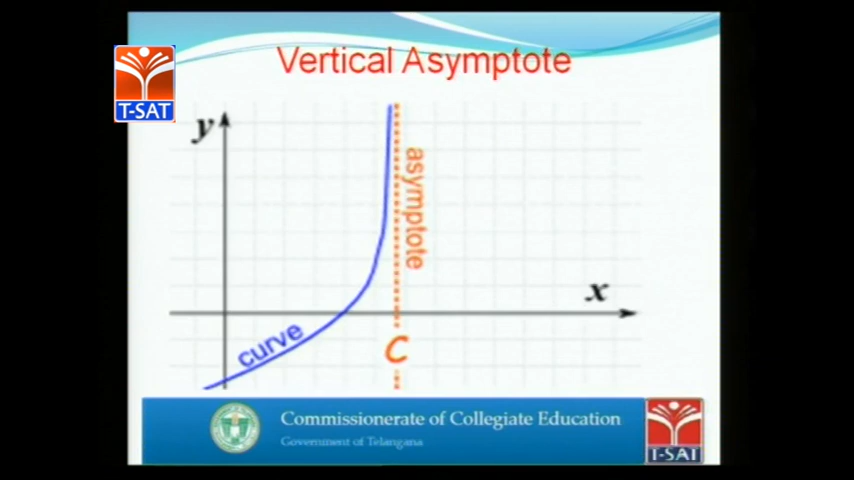 Vertical Asymptote
T-SAT
y
asymptote
x
curve
C
Commissionerate of Collegiate Education
Government of Telangana
T-SAT